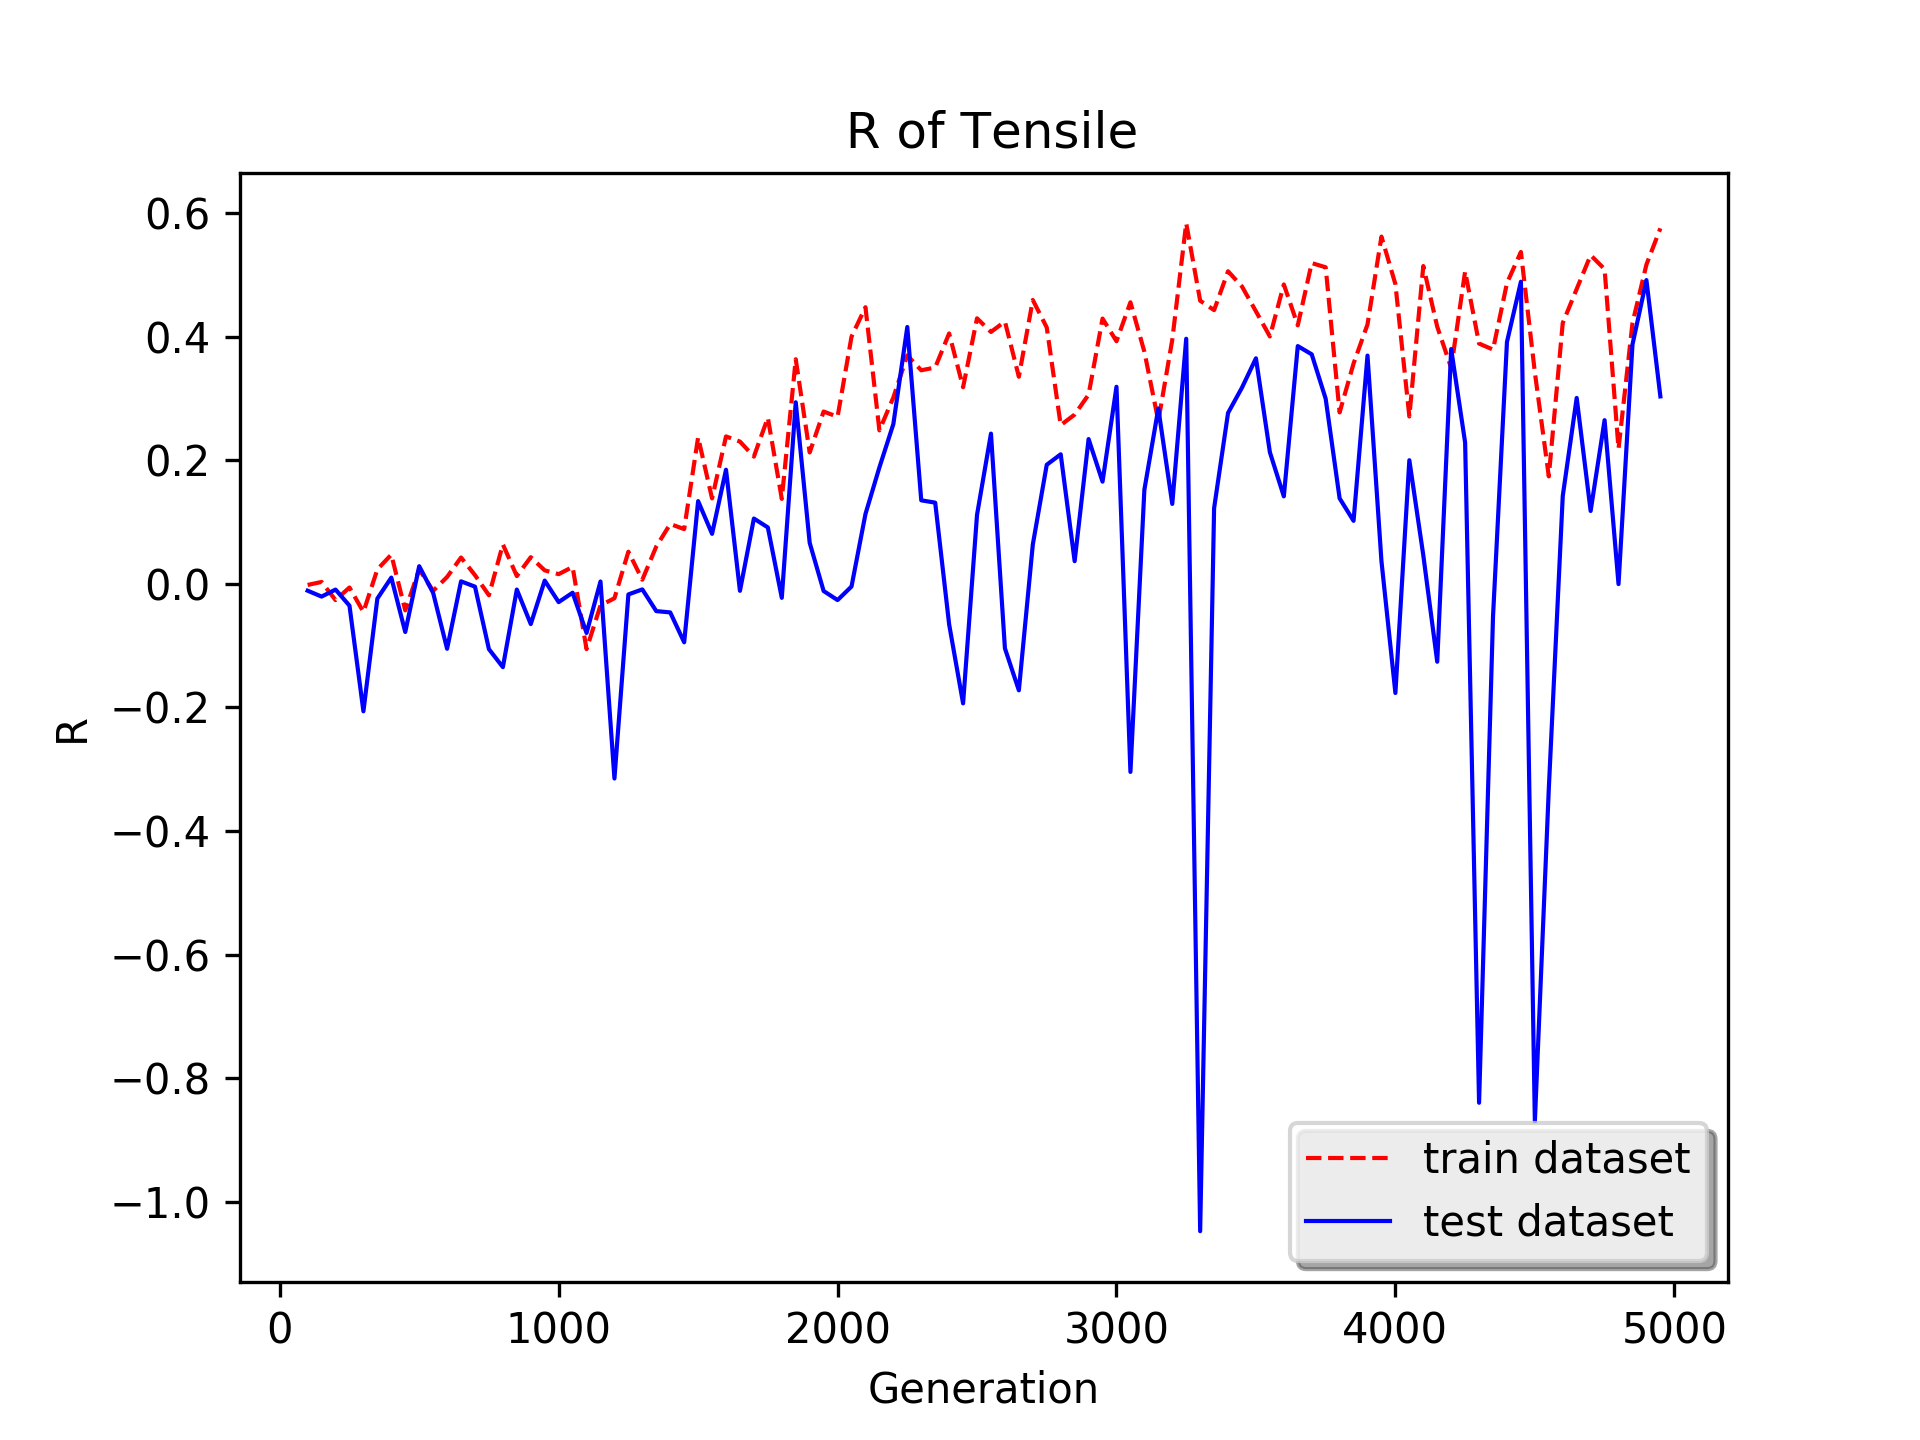 R of Tensile
0.6
0.4
0.2
0.0
−0.2
−0.4
−0.6
−0.8
−1.0
R
train dataset
test dataset
0 1000 2000 3000 4000 5000
Generation